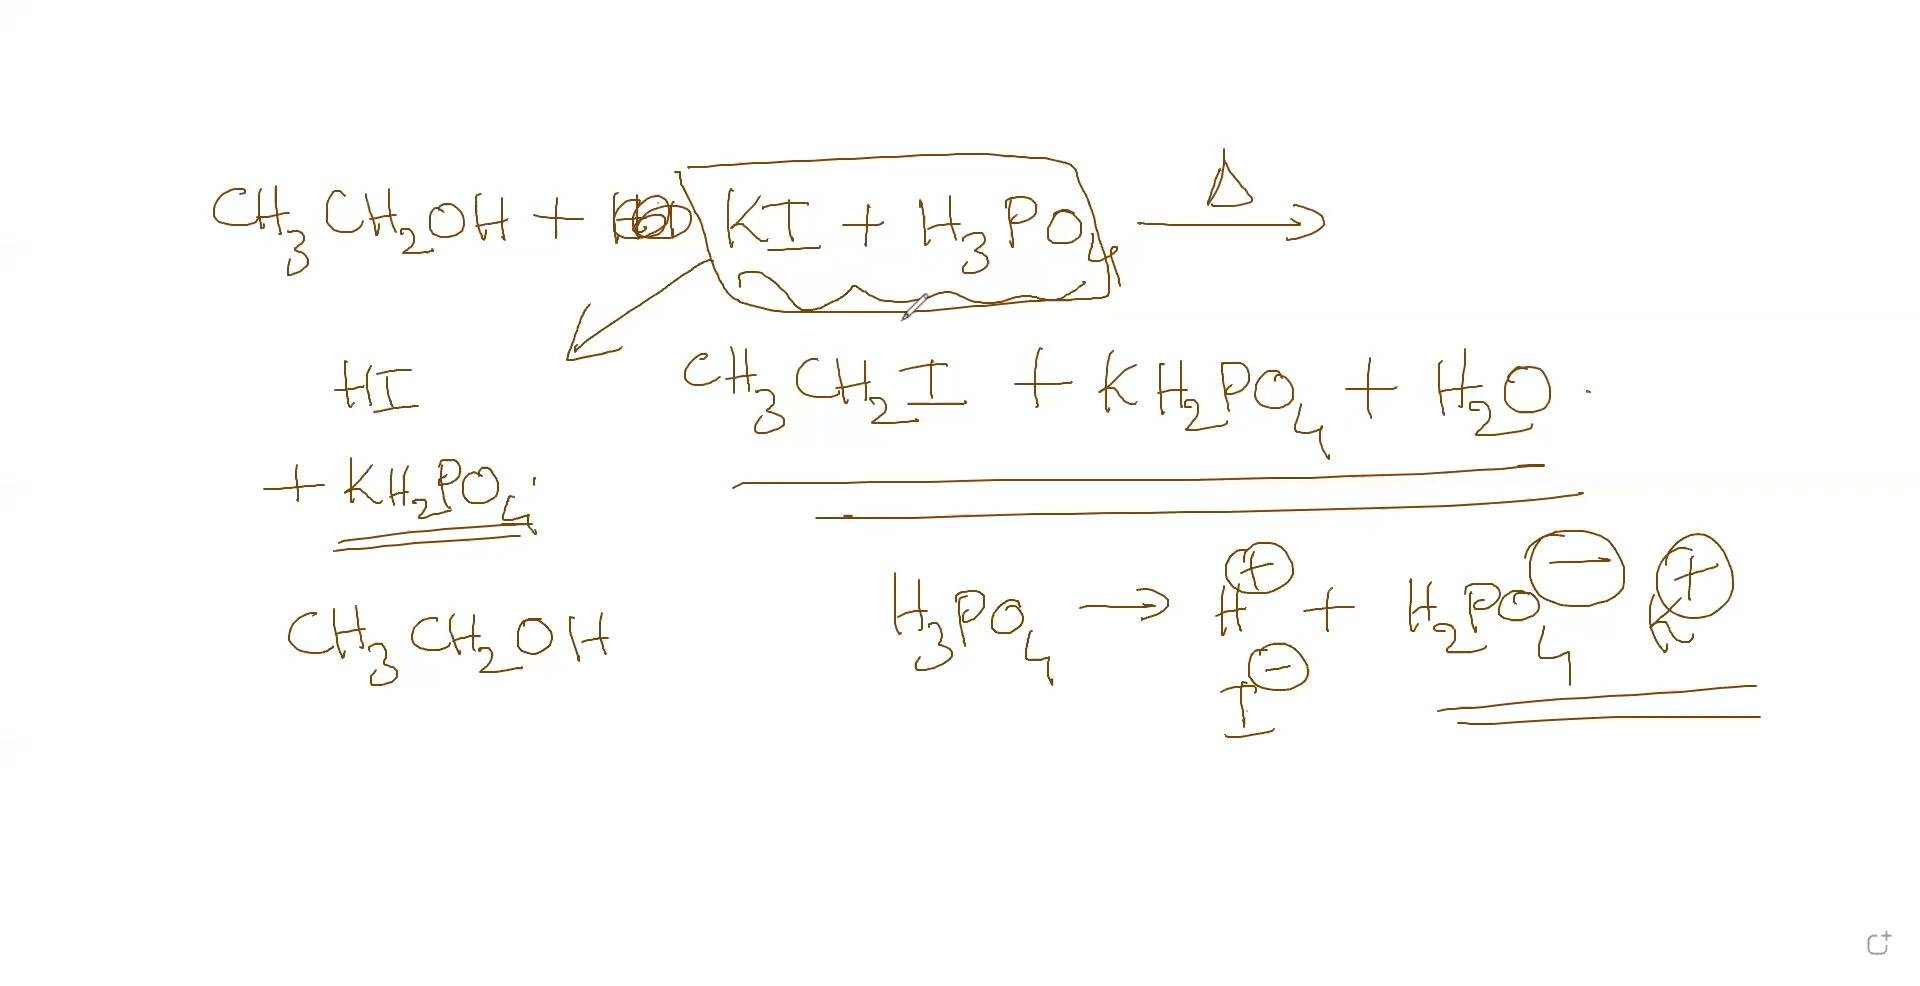 CH3CH2OH + KI + H3PO4 Δ→
HI
CH3CH2I + KH2PO4 + H2O.
+ KH2PO4.
H3PO4 → H⊕ + H2PO4⊖ K⊕
CH3CH2OH
I⊖